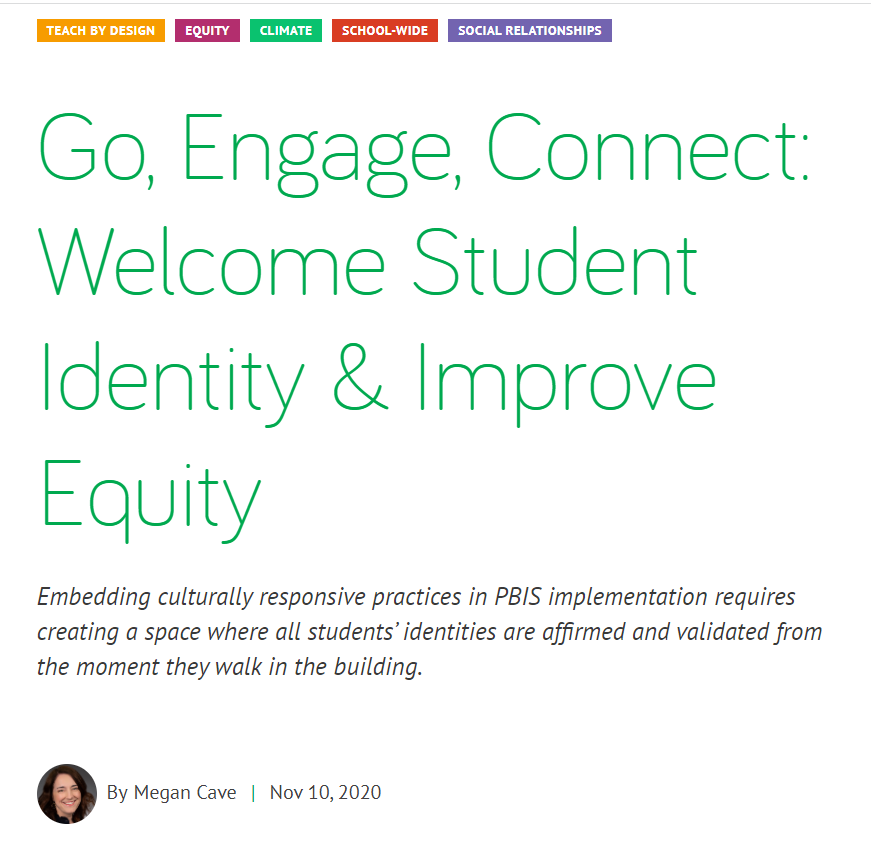 TEACH BY DESIGN EQUITY CLIMATE SCHOOL-WIDE SOCIAL RELATIONSHIPS
Go, Engage, Connect:
Welcome Student
Identity & Improve
Equity
Embedding culturally responsive practices in PBIS implementation requires
creating a space where all students’ identities are affirmed and validated from
the moment they walk in the building.
By Megan Cave | Nov 10, 2020